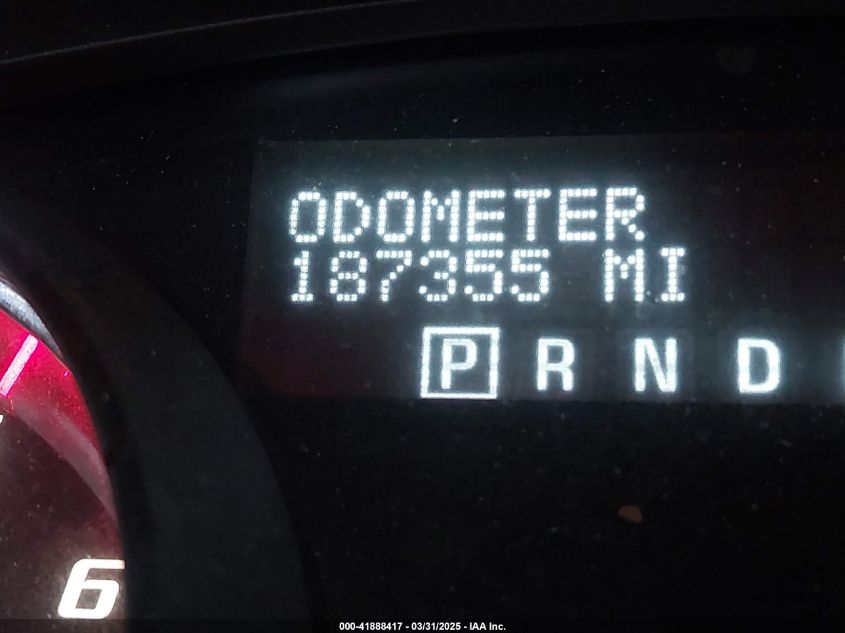 ODOMETER
187355 MI
P R N D
6
000-41888417 - 03/31/2025 - IAA Inc.